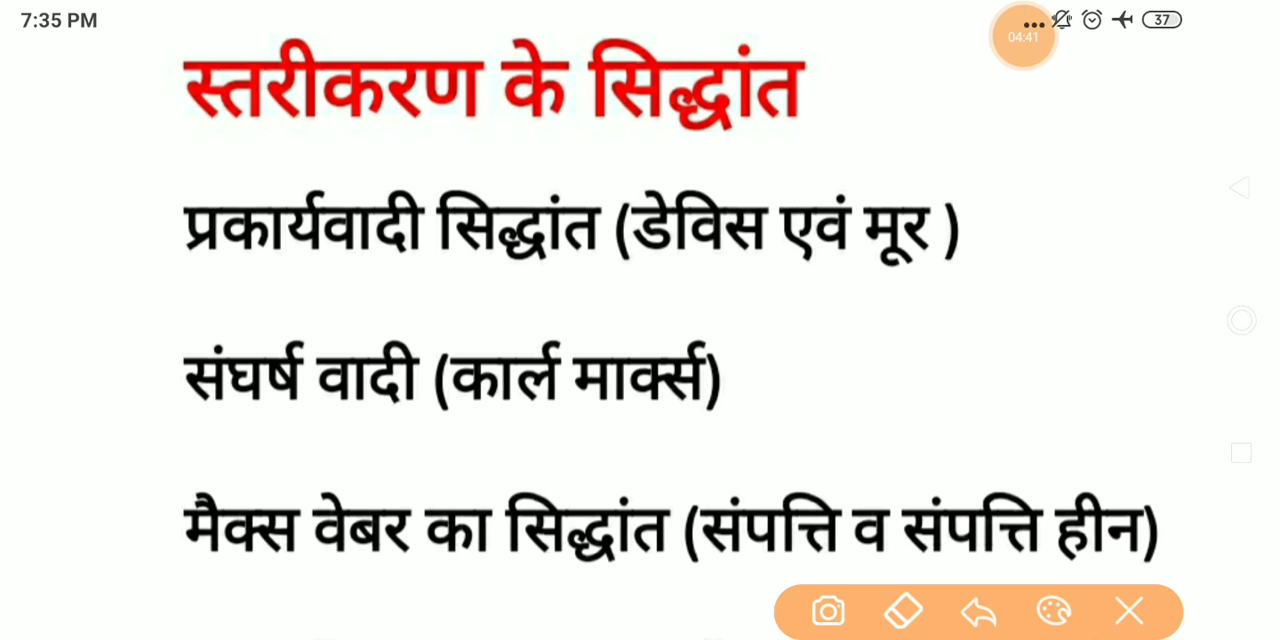 7:35 PM
04:41
37
स्तरीकरण के सिद्धांत
प्रकार्यवादी सिद्धांत (डेविस एवं मूर )
संघर्ष वादी (कार्ल मार्क्स)
मैक्स वेबर का सिद्धांत (संपत्ति व संपत्ति हीन)